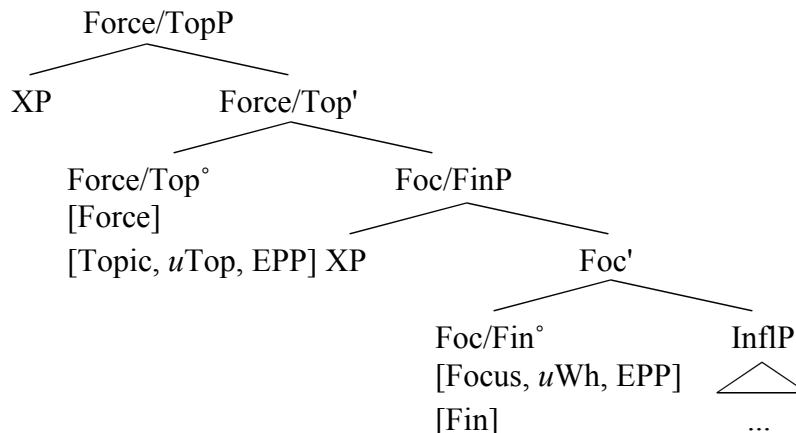 Force/TopP
XP Force/Top'
Force/Top˚ Foc/FinP
[Force]
[Topic, uTop, EPP] XP Foc'
Foc/Fin˚ InflP
[Focus, uWh, EPP]
[Fin] ...